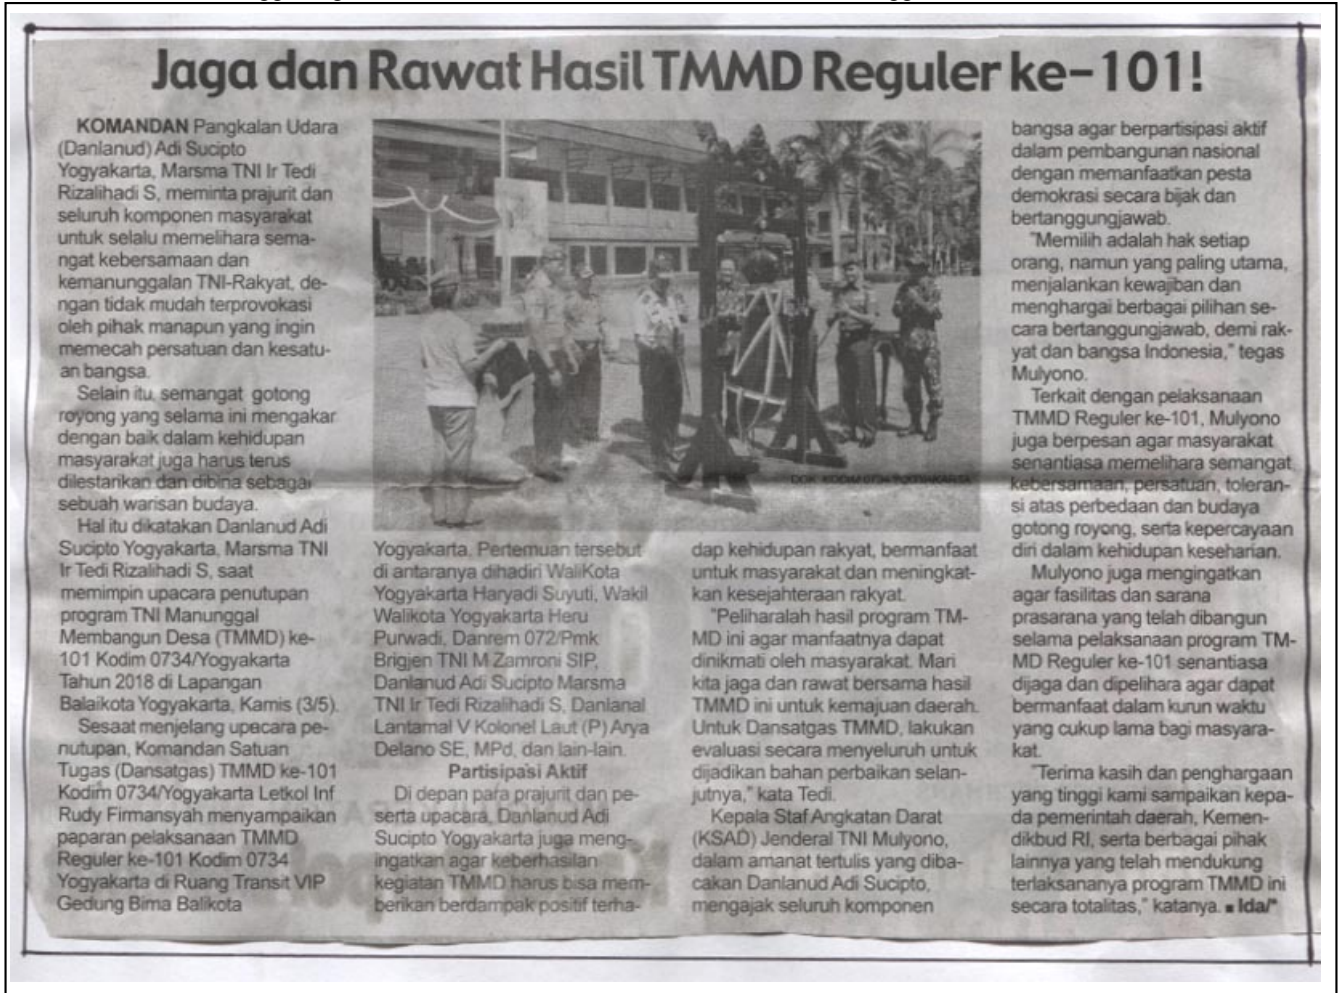 Jaga dan Rawat Hasil TMMD Reguler ke-101!
KOMANDAN Pangkalan Udara
(Danlanud) Adi Sucipto
Yogyakarta, Marsma TNI Ir Tedi
Rizalihadi S, meminta prajurit dan
seluruh komponen masyarakat
untuk selalu memelihara sema-
ngat kebersamaan dan
kemanunggalan TNI-Rakyat, de-
ngan tidak mudah terprovokasi
oleh pihak manapun yang ingin
memecah persatuan dan kesatu-
an bangsa.
Selain itu, semangat gotong
royong yang selama ini mengakar
dengan baik dalam kehidupan
masyarakat juga harus terus
dilestarikan dan dibina sebagai
sebuah warisan budaya.
Hal itu dikatakan Danlanud Adi
Sucipto Yogyakarta, Marsma TNI
Ir Tedi Rizalihadi S, saat
memimpin upacara penutupan
program TNI Manunggal
Membangun Desa (TMMD) ke-
101 Kodim 0734/Yogyakarta
Tahun 2018 di Lapangan
Balaikota Yogyakarta, Kamis (3/5).
Sesaat menjelang upacara pe-
nutupan, Komandan Satuan
Tugas (Dansatgas) TMMD ke-101
Kodim 0734/Yogyakarta Letkol Inf
Rudy Firmansyah menyampaikan
paparan pelaksanaan TMMD
Reguler ke-101 Kodim 0734
Yogyakarta di Ruang Transit VIP
Gedung Bima Balikota
DOK. KODIM 0734 YOGYAKARTA
Yogyakarta. Pertemuan tersebut
di antaranya dihadiri WaliKota
Yogyakarta Haryadi Suyuti, Wakil
Walikota Yogyakarta Heru
Purwadi, Danrem 072/Pmk
Brigjen TNI M Zamroni SIP,
Danlanud Adi Sucipto Marsma
TNI Ir Tedi Rizalihadi S, Danlanal
Lantamal V Kolonel Laut (P) Arya
Delano SE, MPd, dan lain-lain.
Partisipasi Aktif
Di depan para prajurit dan pe-
serta upacara, Danlanud Adi
Sucipto Yogyakarta juga meng-
ingatkan agar keberhasilan
kegiatan TMMD harus bisa mem-
berikan berdampak positif terha-
dap kehidupan rakyat, bermanfaat
untuk masyarakat dan meningkat-
kan kesejahteraan rakyat.
"Peliharalah hasil program TM-
MD ini agar manfaatnya dapat
dinikmati oleh masyarakat. Mari
kita jaga dan rawat bersama hasil
TMMD ini untuk kemajuan daerah.
Untuk Dansatgas TMMD, lakukan
evaluasi secara menyeluruh untuk
dijadikan bahan perbaikan selan-
jutnya," kata Tedi.
Kepala Staf Angkatan Darat
(KSAD) Jenderal TNI Mulyono,
dalam amanat tertulis yang diba-
cakan Danlanud Adi Sucipto,
mengajak seluruh komponen
bangsa agar berpartisipasi aktif
dalam pembangunan nasional
dengan memanfaatkan pesta
demokrasi secara bijak dan
bertanggungjawab.
"Memilih adalah hak setiap
orang, namun yang paling utama,
menjalankan kewajiban dan
menghargai berbagai pilihan se-
cara bertanggungjawab, demi rak-
yat dan bangsa Indonesia," tegas
Mulyono.
Terkait dengan pelaksanaan
TMMD Reguler ke-101, Mulyono
juga berpesan agar masyarakat
senantiasa memelihara semangat
kebersamaan, persatuan, toleran-
si atas perbedaan dan budaya
gotong royong, serta kepercayaan
diri dalam kehidupan keseharian.
Mulyono juga mengingatkan
agar fasilitas dan sarana
prasarana yang telah dibangun
selama pelaksanaan program TM-
MD Reguler ke-101 senantiasa
dijaga dan dipelihara agar dapat
bermanfaat dalam kurun waktu
yang cukup lama bagi masyara-
kat.
"Terima kasih dan penghargaan
yang tinggi kami sampaikan kepa-
da pemerintah daerah, Kemen-
dikbud RI, serta berbagai pihak
lainnya yang telah mendukung
terlaksananya program TMMD ini
secara totalitas," katanya. ■ Ida/*